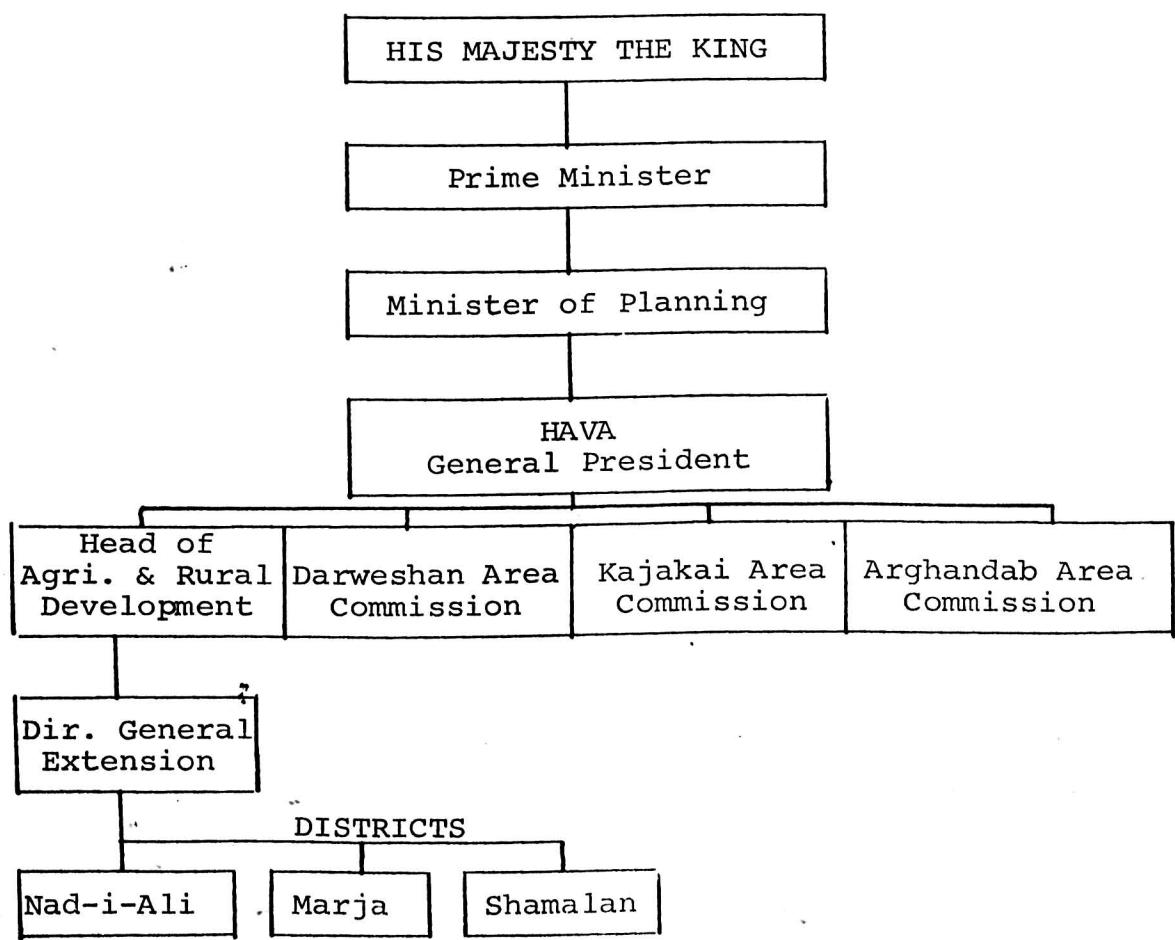 HIS MAJESTY THE KING
Prime Minister
Minister of Planning
HAVA
General President
Head of
Agri. & Rural
Development
Darweshan Area
Commission
Kajakai Area
Commission
Arghandab Area
Commission
Dir. General
Extension
DISTRICTS
Nad-i-Ali
Marja
Shamalan